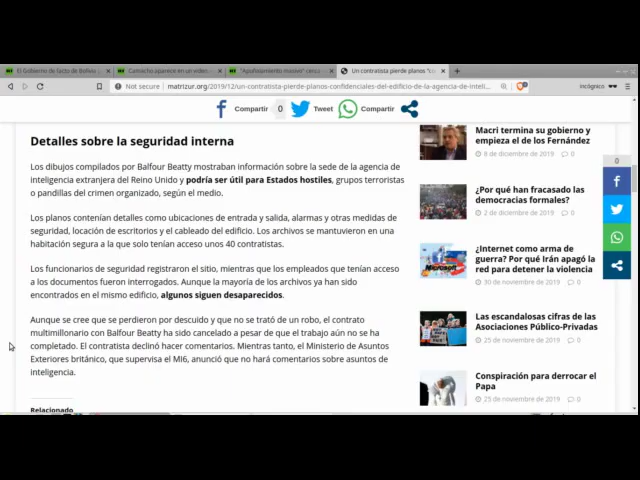 El Gobierno de facto de Bolivia
Camacho aparece en un video
"Apuñalamiento masivo" cerca
Un contratista pierde planos "co
Not secure | matrizur.org/2019/12/un-contratista-pierde-planos-confidenciales-del-edificio-de-la-agencia-de-inteli...
Incógnito
Compartir 0 Tweet Compartir
Detalles sobre la seguridad interna
Los dibujos compilados por Balfour Beatty mostraban información sobre la sede de la agencia de
inteligencia extranjera del Reino Unido y podría ser útil para Estados hostiles, grupos terroristas
o pandillas del crimen organizado, según el medio.
Los planos contenían detalles como ubicaciones de entrada y salida, alarmas y otras medidas de
seguridad, locación de escritorios y el cableado del edificio. Los archivos se mantuvieron en una
habitación segura a la que solo tenían acceso unos 40 contratistas.
Los funcionarios de seguridad registraron el sitio, mientras que los empleados que tenían acceso
a los documentos fueron interrogados. Aunque la mayoría de los archivos ya han sido
encontrados en el mismo edificio, algunos siguen desaparecidos.
Aunque se cree que se perdieron por descuido y que no se trató de un robo, el contrato
multimillonario con Balfour Beatty ha sido cancelado a pesar de que el trabajo aún no se ha
completado. El contratista declinó hacer comentarios. Mientras tanto, el Ministerio de Asuntos
Exteriores británico, que supervisa el MI6, anunció que no hará comentarios sobre asuntos de
inteligencia.
Relacionado
Macri termina su gobierno y
empieza el de los Fernández
8 de diciembre de 2019 0
¿Por qué han fracasado las
democracias formales?
2 de diciembre de 2019 0
¿Internet como arma de
guerra? Por qué Irán apagó la
red para detener la violencia
30 de noviembre de 2019 0
Las escandalosas cifras de las
Asociaciones Público-Privadas
25 de noviembre de 2019 0
Conspiración para derrocar el
Papa
25 de noviembre de 2019 0
0